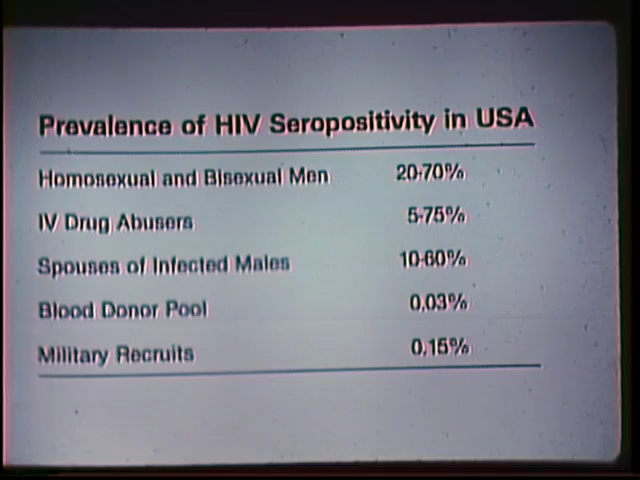 Prevalence of HIV Seropositivity in USA
Homosexual and Bisexual Men 20-70%
IV Drug Abusers 5-75%
Spouses of Infected Males 10-60%
Blood Donor Pool 0.03%
Military Recruits 0.15%